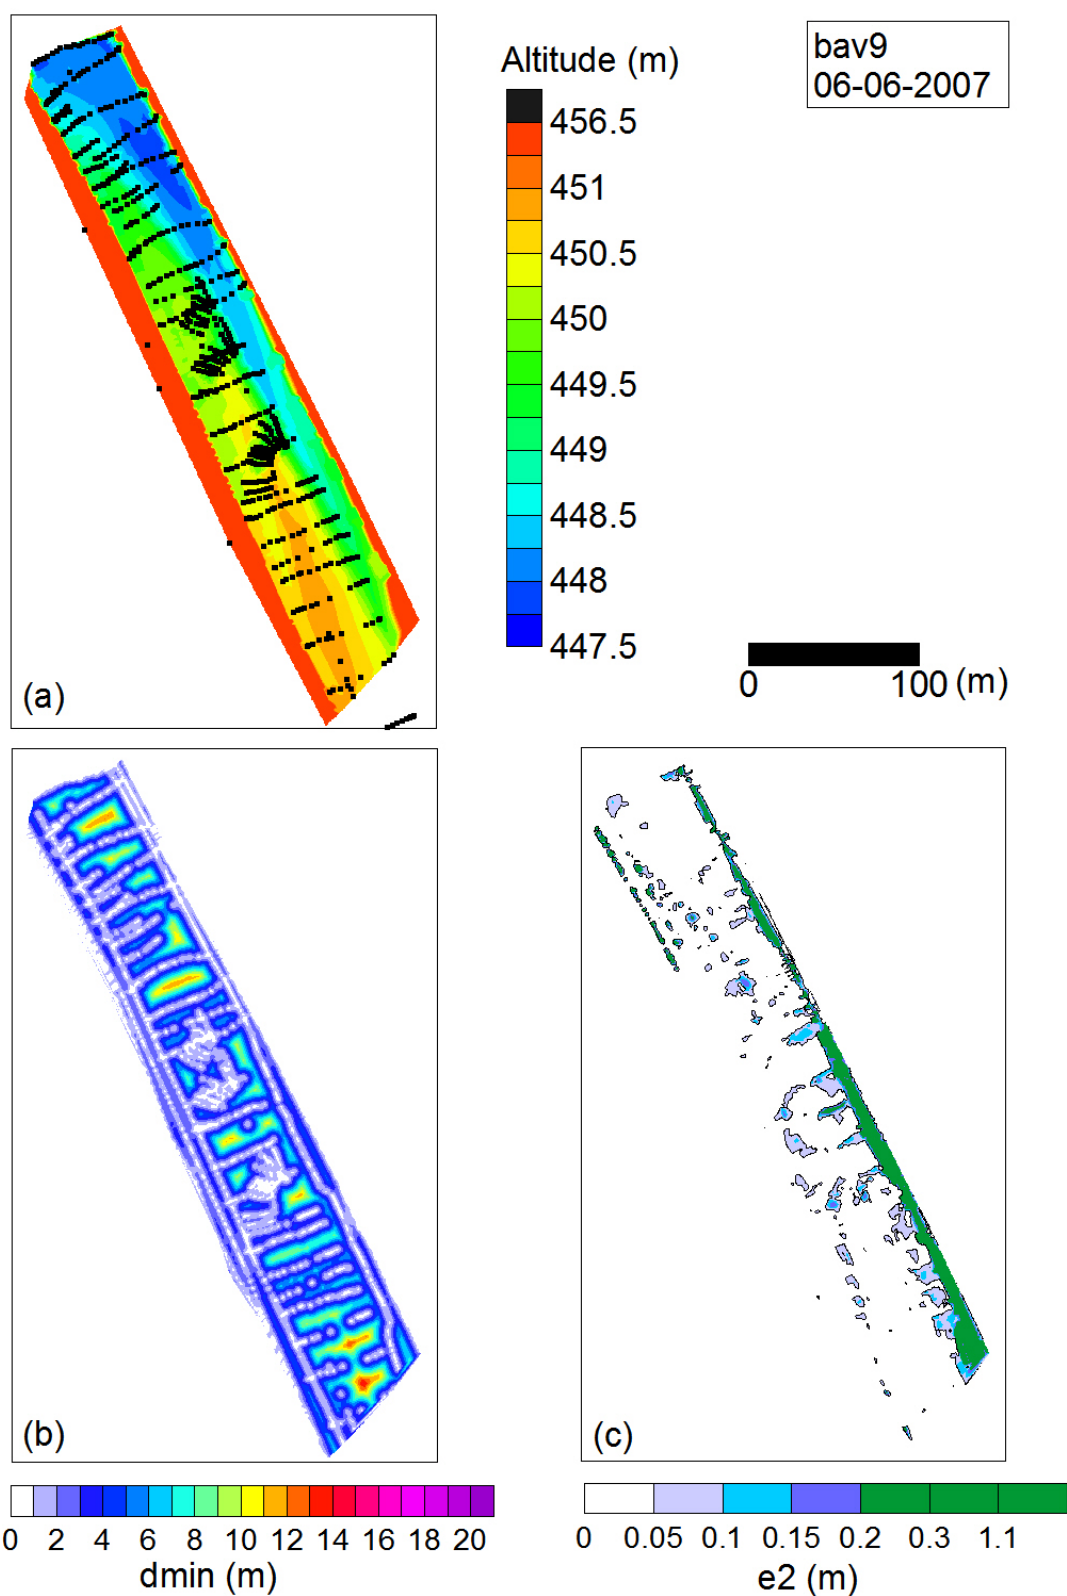 Altitude (m)
bav9
06-06-2007
456.5
451
450.5
450
449.5
449
448.5
448
447.5
0 100 (m)
(a)
(b)
(c)
0 2 4 6 8 10 12 14 16 18 20
dmin (m)
0 0.05 0.1 0.15 0.2 0.3 1.1
e2 (m)